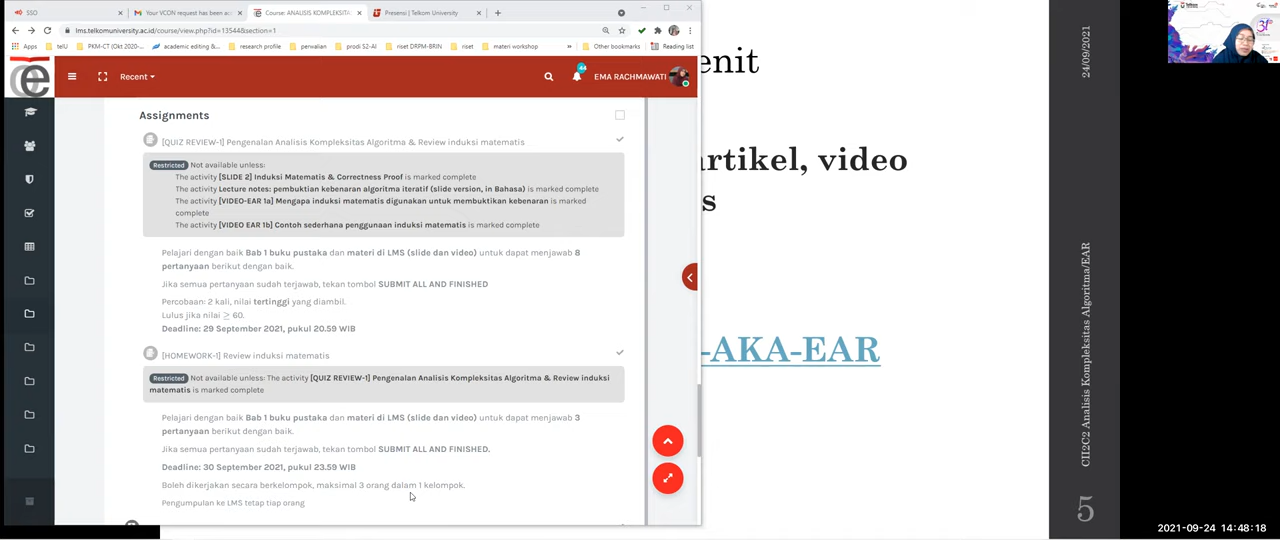 SSO
Your VCON request has been acc
Course: ANALISIS KOMPLEKSITA
Presensi | Telkom University
lms.telkomuniversity.ac.id/course/view.php?id=13544&section=1
Apps
telU
PKM-CT (Okt 2020-...
academic editing &...
research profile
perwalian
prodi S2-AI
riset DRPM-BRIN
riset
materi workshop
»
Other bookmarks
Reading list
Recent
44
EMA RACHMAWATI
Assignments
[QUIZ REVIEW-1] Pengenalan Analisis Kompleksitas Algoritma & Review induksi matematis
Restricted Not available unless:
The activity [SLIDE 2] Induksi Matematis & Correctness Proof is marked complete
The activity Lecture notes: pembuktian kebenaran algoritma iteratif (slide version, in Bahasa) is marked complete
The activity [VIDEO-EAR 1a] Mengapa induksi matematis digunakan untuk membuktikan kebenaran is marked
complete
The activity [VIDEO EAR 1b] Contoh sederhana penggunaan induksi matematis is marked complete
Pelajari dengan baik Bab 1 buku pustaka dan materi di LMS (slide dan video) untuk dapat menjawab 8
pertanyaan berikut dengan baik.
Jika semua pertanyaan sudah terjawab, tekan tombol SUBMIT ALL AND FINISHED
Percobaan: 2 kali, nilai tertinggi yang diambil.
Lulus jika nilai ≥ 60.
Deadline: 29 September 2021, pukul 20.59 WIB
[HOMEWORK-1] Review induksi matematis
Restricted Not available unless: The activity [QUIZ REVIEW-1] Pengenalan Analisis Kompleksitas Algoritma & Review induksi
matematis is marked complete
Pelajari dengan baik Bab 1 buku pustaka dan materi di LMS (slide dan video) untuk dapat menjawab 3
pertanyaan berikut dengan baik.
Jika semua pertanyaan sudah terjawab, tekan tombol SUBMIT ALL AND FINISHED.
Deadline: 30 September 2021, pukul 23.59 WIB
Boleh dikerjakan secara berkelompok, maksimal 3 orang dalam 1 kelompok.
Pengumpulan ke LMS tetap tiap orang
enit
rtikel, video
s
-AKA-EAR
24/09/2021
CII2C2 Analisis Kompleksitas Algoritma/EAR
5
2021-09-24 14:48:18